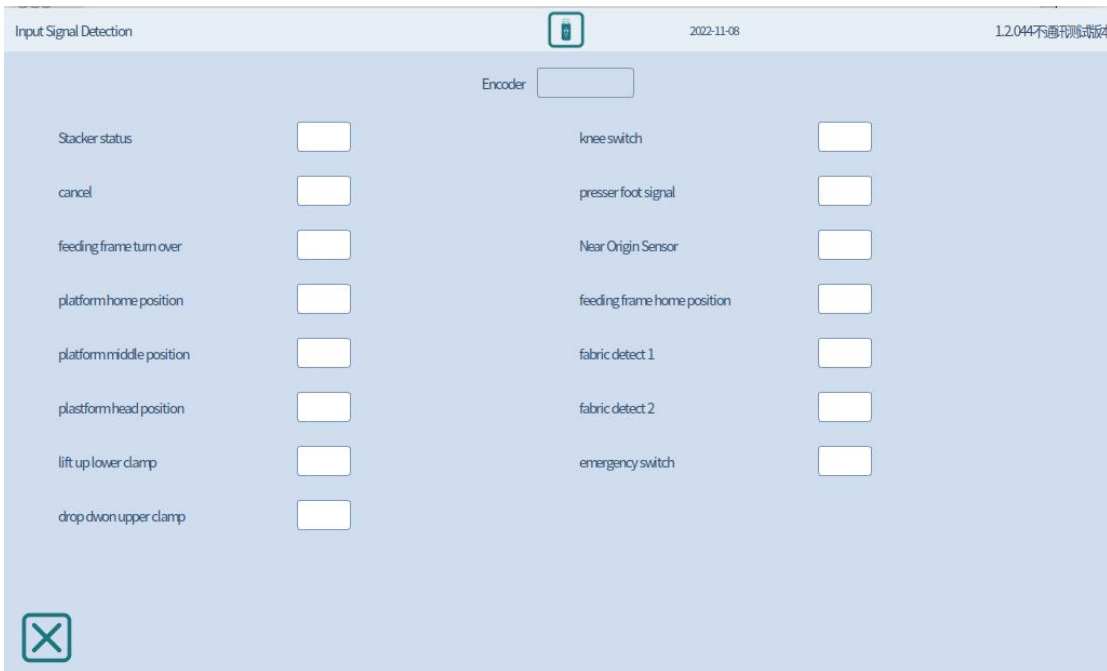 Input Signal Detection
2022-11-08
1.2.044不通讯测试版本
Encoder
Stacker status
knee switch
cancel
presser foot signal
feeding frame turn over
Near Origin Sensor
platform home position
feeding frame home position
platform middle position
fabric detect 1
plastform head position
fabric detect 2
lift up lower clamp
emergency switch
drop dwon upper clamp